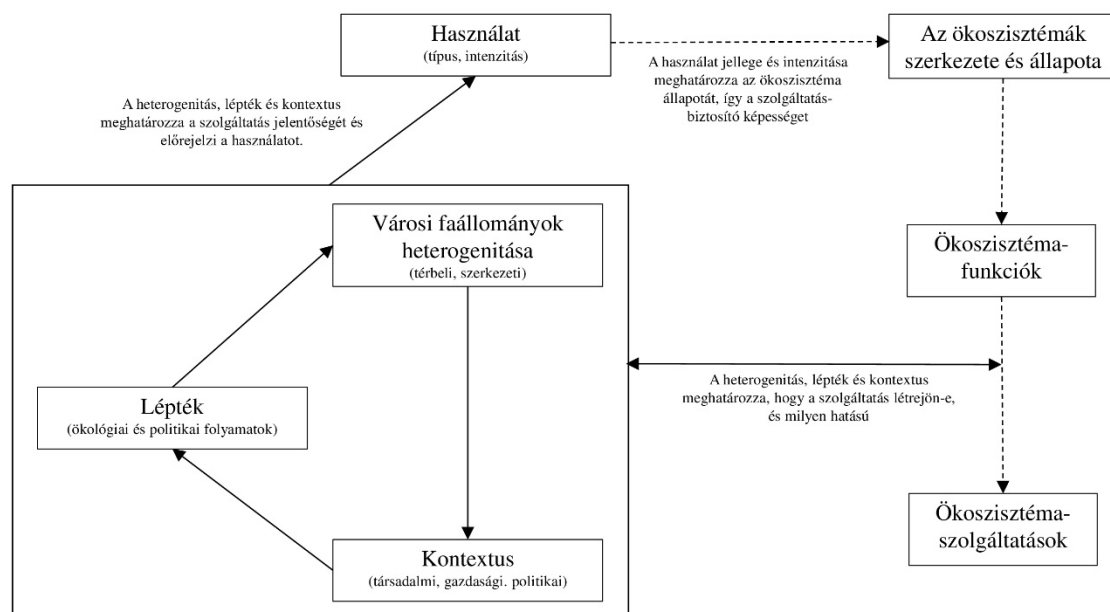 Használat
(típus, intenzitás)
Az ökoszisztémák
szerkezete és állapota
A használat jellege és intenzitása
meghatározza az ökoszisztéma
állapotát, így a szolgáltatás-
biztosító képességet
A heterogenitás, lépték és kontextus
meghatározza a szolgáltatás jelentőségét és
előrejelzi a használatot.
Városi faállományok
heterogenitása
(térbeli, szerkezeti)
Ökoszisztéma-
funkciók
Lépték
(ökológiai és politikai folyamatok)
A heterogenitás, lépték és kontextus
meghatározza, hogy a szolgáltatás létrejön-e,
és milyen hatású
Ökoszisztéma-
szolgáltatások
Kontextus
(társadalmi, gazdasági. politikai)